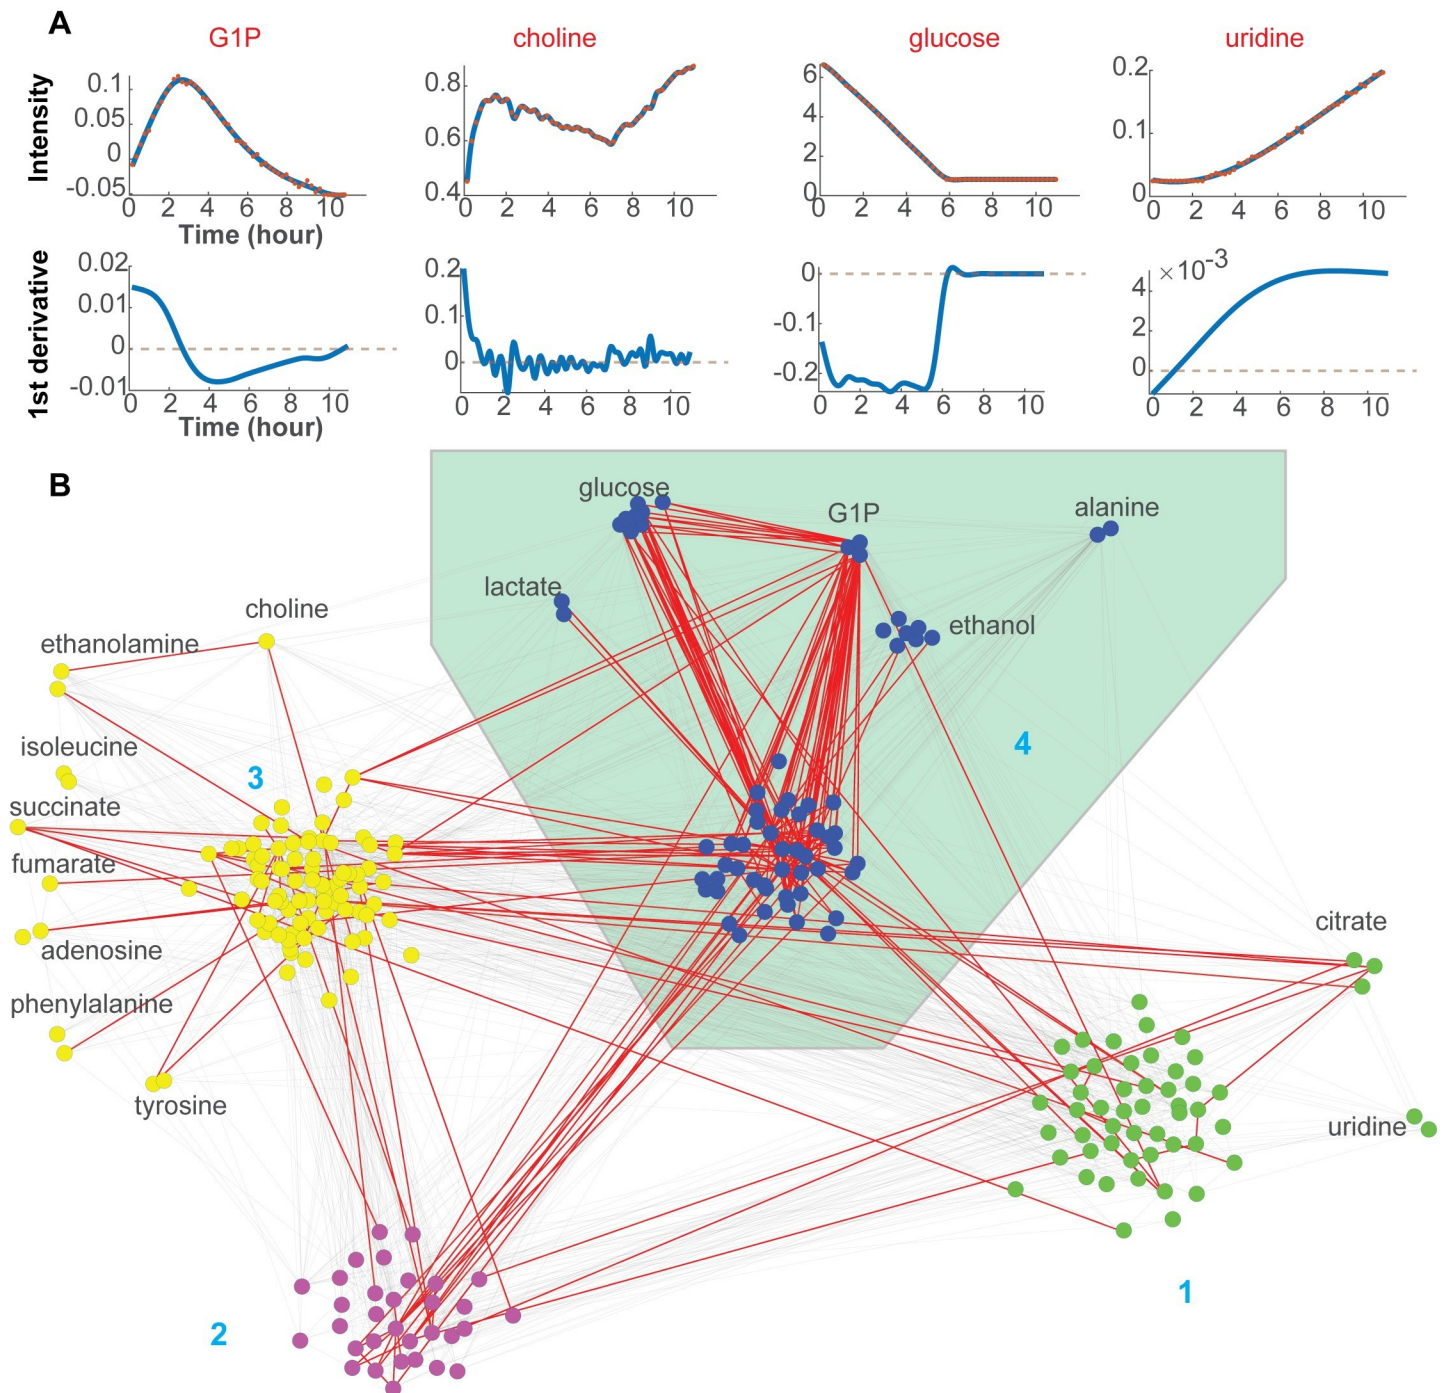 A
G1P choline glucose uridine
Intensity
0.1
0.05
0
-0.05
0 2 4 6 8 10
Time (hour)
0.8
0.6
0.4
0 2 4 6 8 10
6
4
2
0
0 2 4 6 8 10
0.2
0.1
0
0 2 4 6 8 10
1st derivative
0.02
0.01
0
-0.01
0 2 4 6 8 10
Time (hour)
0.2
0.1
0
0 2 4 6 8 10
0
-0.1
-0.2
0 2 4 6 8 10
×10-3
4
2
0
0 2 4 6 8 10
B
glucose
G1P
alanine
lactate
ethanol
choline
ethanolamine
isoleucine
3
4
succinate
fumarate
adenosine
citrate
phenylalanine
tyrosine
uridine
1
2